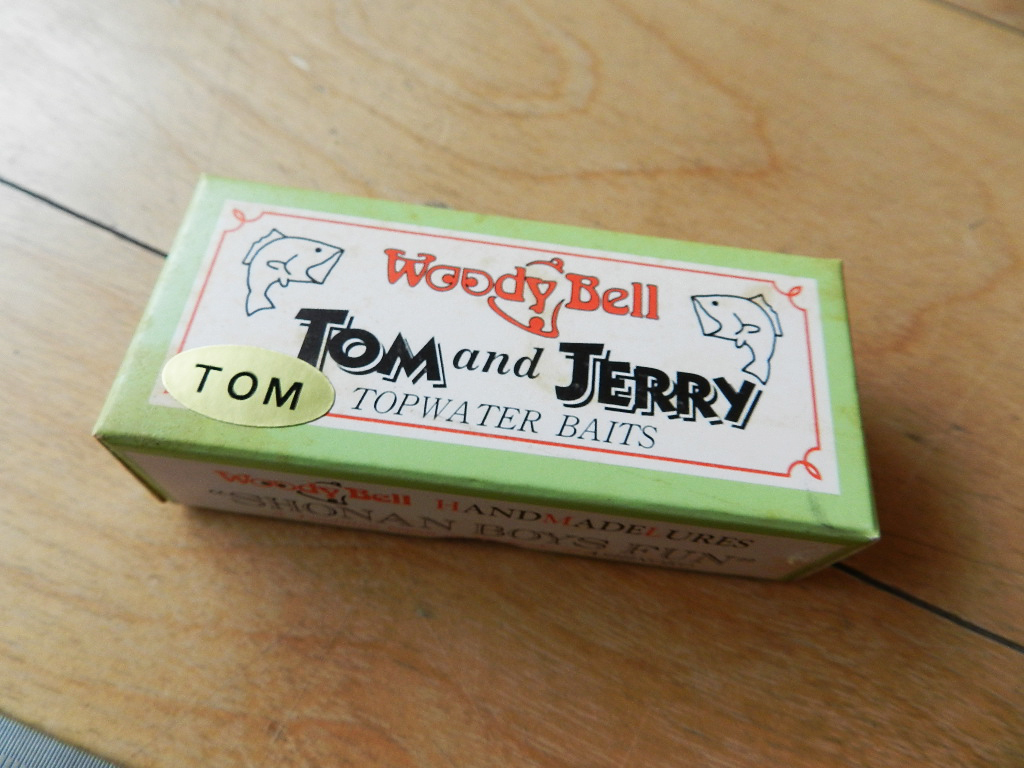 Woody Bell
TOM and JERRY
TOM
TOPWATER BAITS
Woody Bell HANDMADE LURES
"SHONAN BOYS FUN"